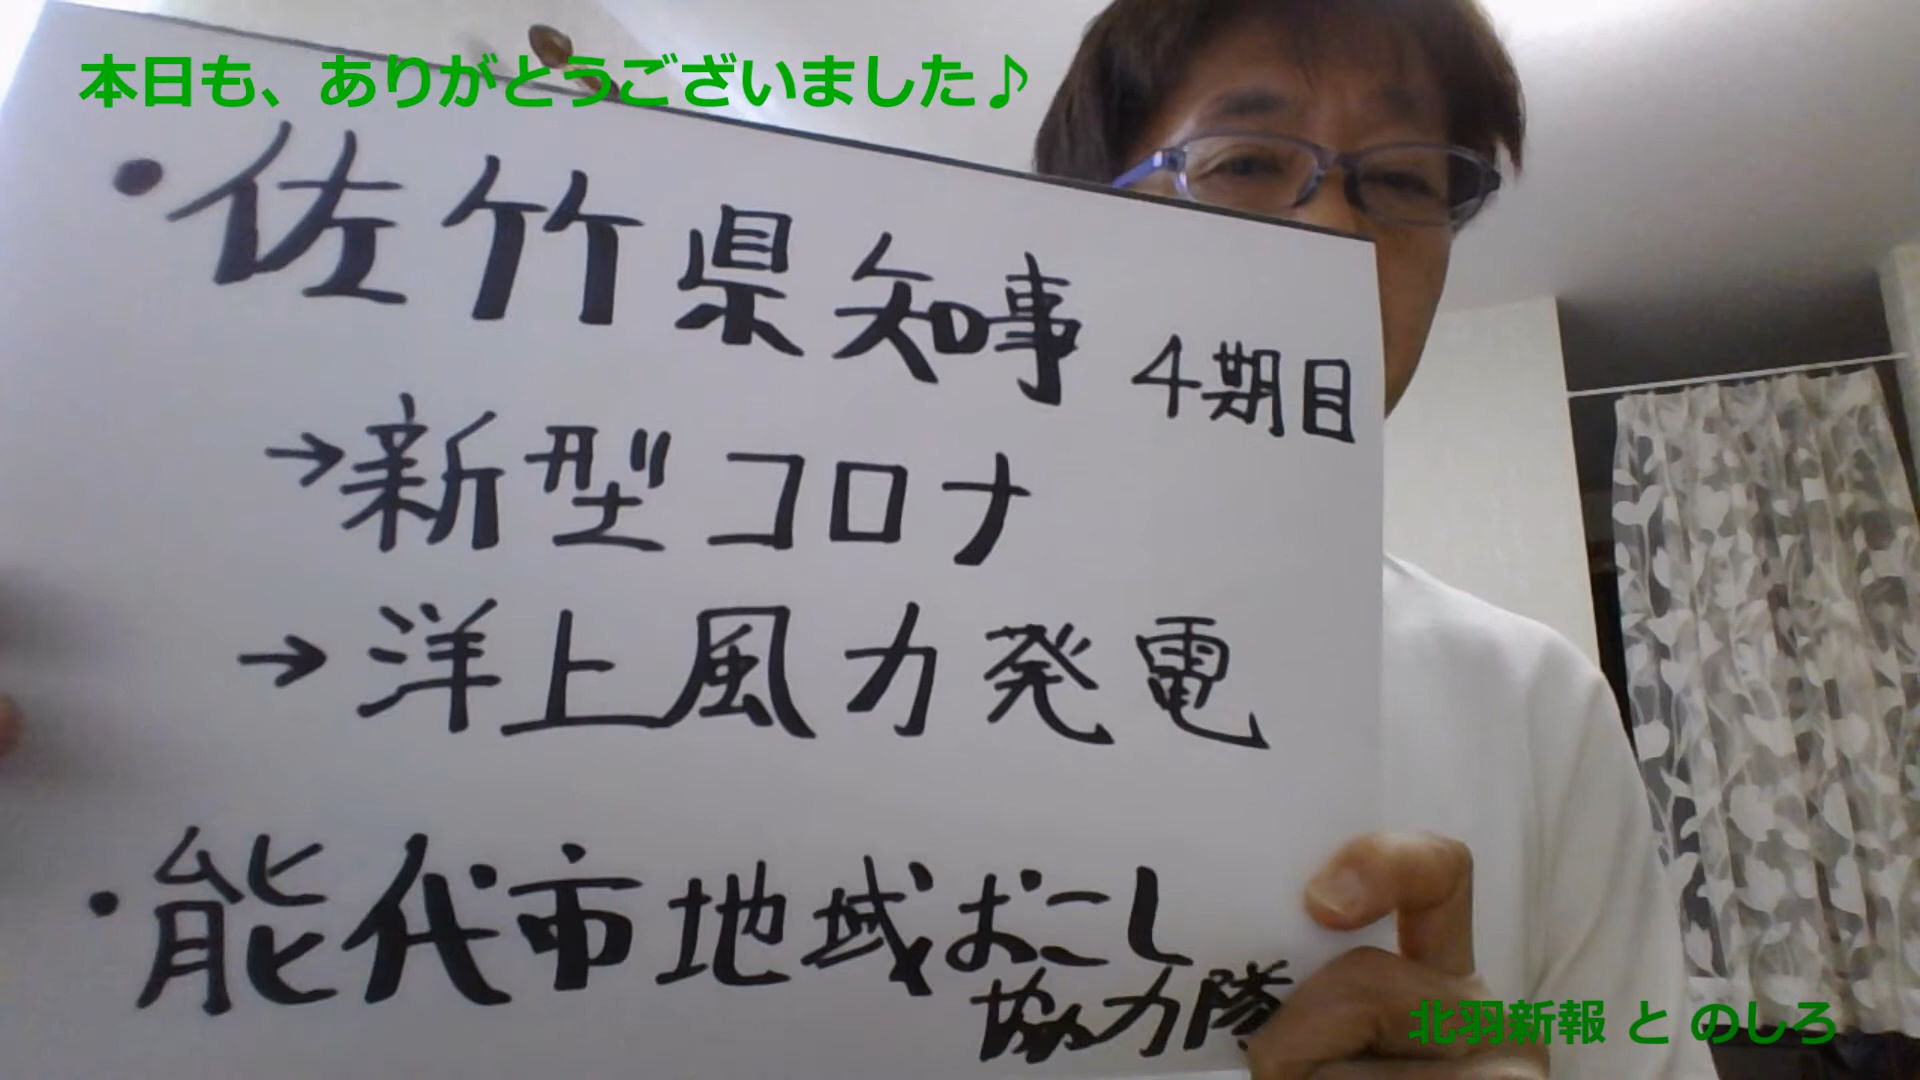 本日も、ありがとうございました♪
・佐竹県知事 4期目
→新型コロナ
→洋上風力発電
・能代市地域おこし
協力隊
北羽新報 と のしろ